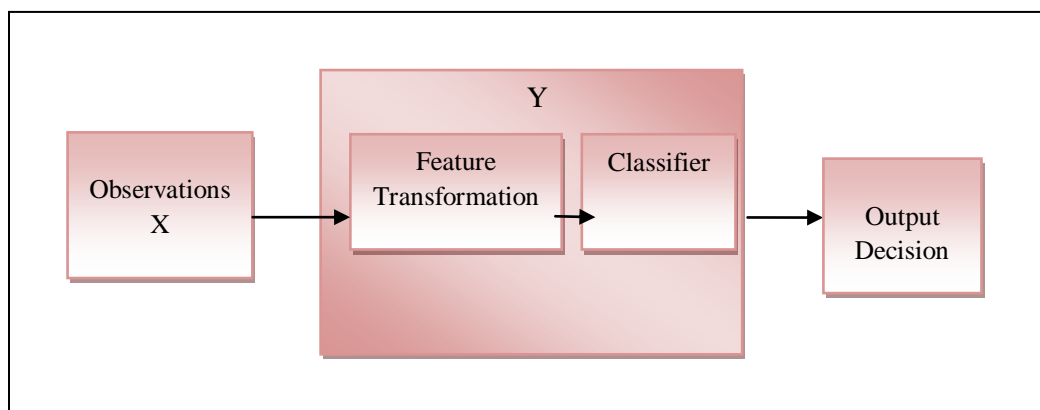 Observations
X
Y
Feature
Transformation
Classifier
Output
Decision